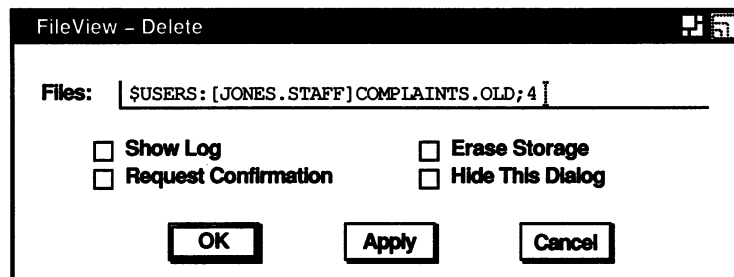 FileView – Delete
Files: $USERS:[JONES.STAFF]COMPLAINTS.OLD;4
Show Log Erase Storage
Request Confirmation Hide This Dialog
OK Apply Cancel